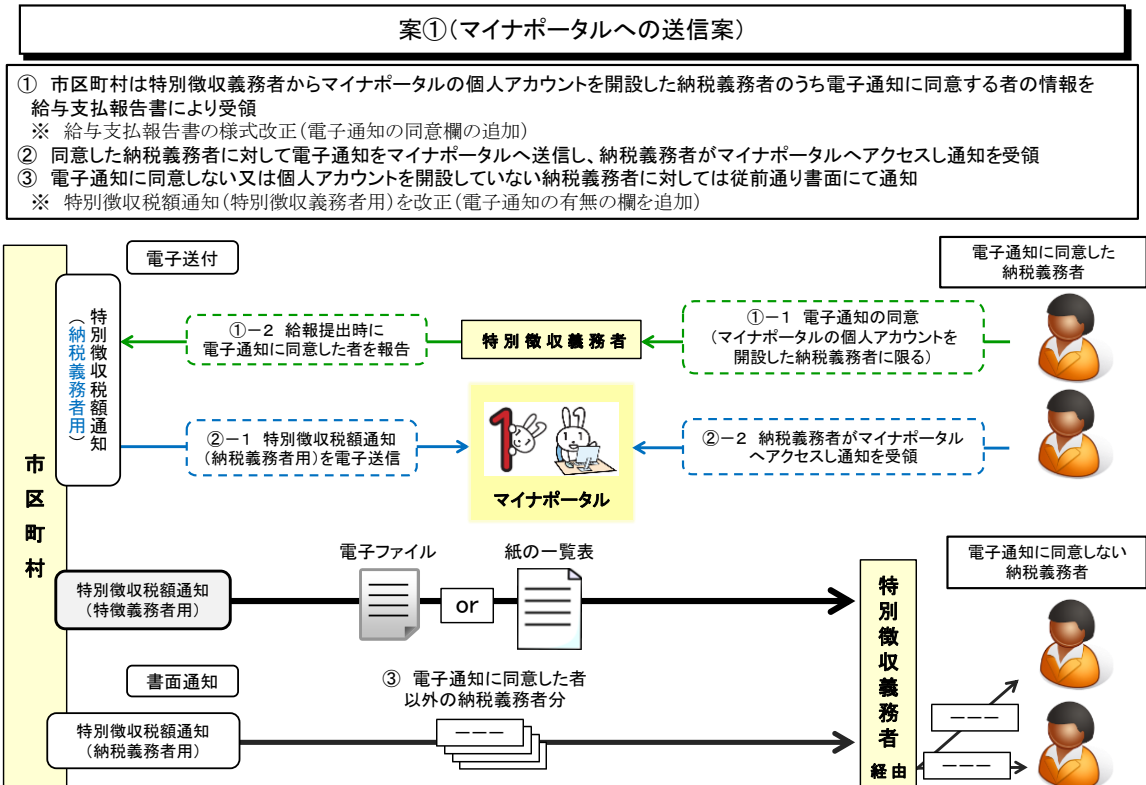 案①(マイナポータルへの送信案)
① 市区町村は特別徴収義務者からマイナポータルの個人アカウントを開設した納税義務者のうち電子通知に同意する者の情報を
給与支払報告書により受領
※ 給与支払報告書の様式改正(電子通知の同意欄の追加)
② 同意した納税義務者に対して電子通知をマイナポータルへ送信し、納税義務者がマイナポータルへアクセスし通知を受領
③ 電子通知に同意しない又は個人アカウントを開設していない納税義務者に対しては従前通り書面にて通知
※ 特別徴収税額通知(特別徴収義務者用)を改正(電子通知の有無の欄を追加)
市区町村
電子送付
特別徴収税額通知
(納税義務者用)
①-2 給報提出時に
電子通知に同意した者を報告
特別徴収義務者
①-1 電子通知の同意
(マイナポータルの個人アカウントを
開設した納税義務者に限る)
電子通知に同意した
納税義務者
②-1 特別徴収税額通知
(納税義務者用)を電子送信
1
マイナポータル
②-2 納税義務者がマイナポータル
へアクセスし通知を受領
特別徴収税額通知
(特徴義務者用)
電子ファイル
or
紙の一覧表
特別徴収義務者
経由
電子通知に同意しない
納税義務者
書面通知
特別徴収税額通知
(納税義務者用)
③ 電子通知に同意した者
以外の納税義務者分